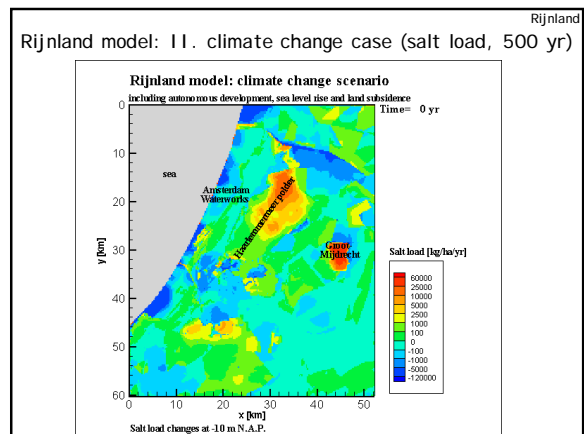 Rijnland
Rijnland model: II. climate change case (salt load, 500 yr)
Rijnland model: climate change scenario
including autonomous development, sea level rise and land subsidence
Time= 0 yr
0
10
20
30
40
50
60
y [km]
sea
Amsterdam
Waterworks
Haarlemmermeer polder
Groot-
Mijdrecht
0 10 20 30 40 50
x [km]
Salt load changes at -10 m N.A.P.
Salt load [kg/ha/yr]
60000
25000
10000
5000
2500
1000
100
0
-100
-1000
-5000
-120000